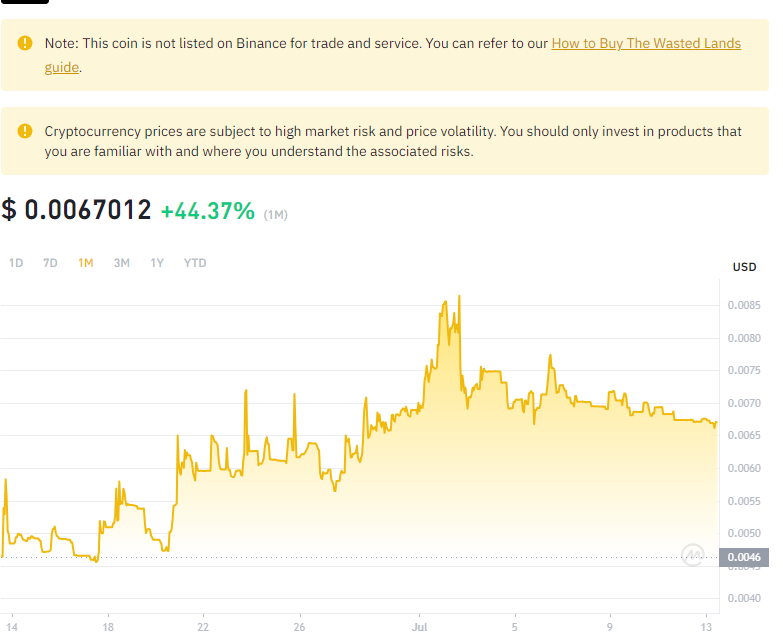 Note: This coin is not listed on Binance for trade and service. You can refer to our How to Buy The Wasted Lands
guide.
Cryptocurrency prices are subject to high market risk and price volatility. You should only invest in products that
you are familiar with and where you understand the associated risks.
$ 0.0067012 +44.37% (1M)
1D 7D 1M 3M 1Y YTD
USD
0.0085
0.0080
0.0075
0.0070
0.0065
0.0060
0.0055
0.0050
0.0046
0.0045
0.0040
14 18 22 26 Jul 5 9 13